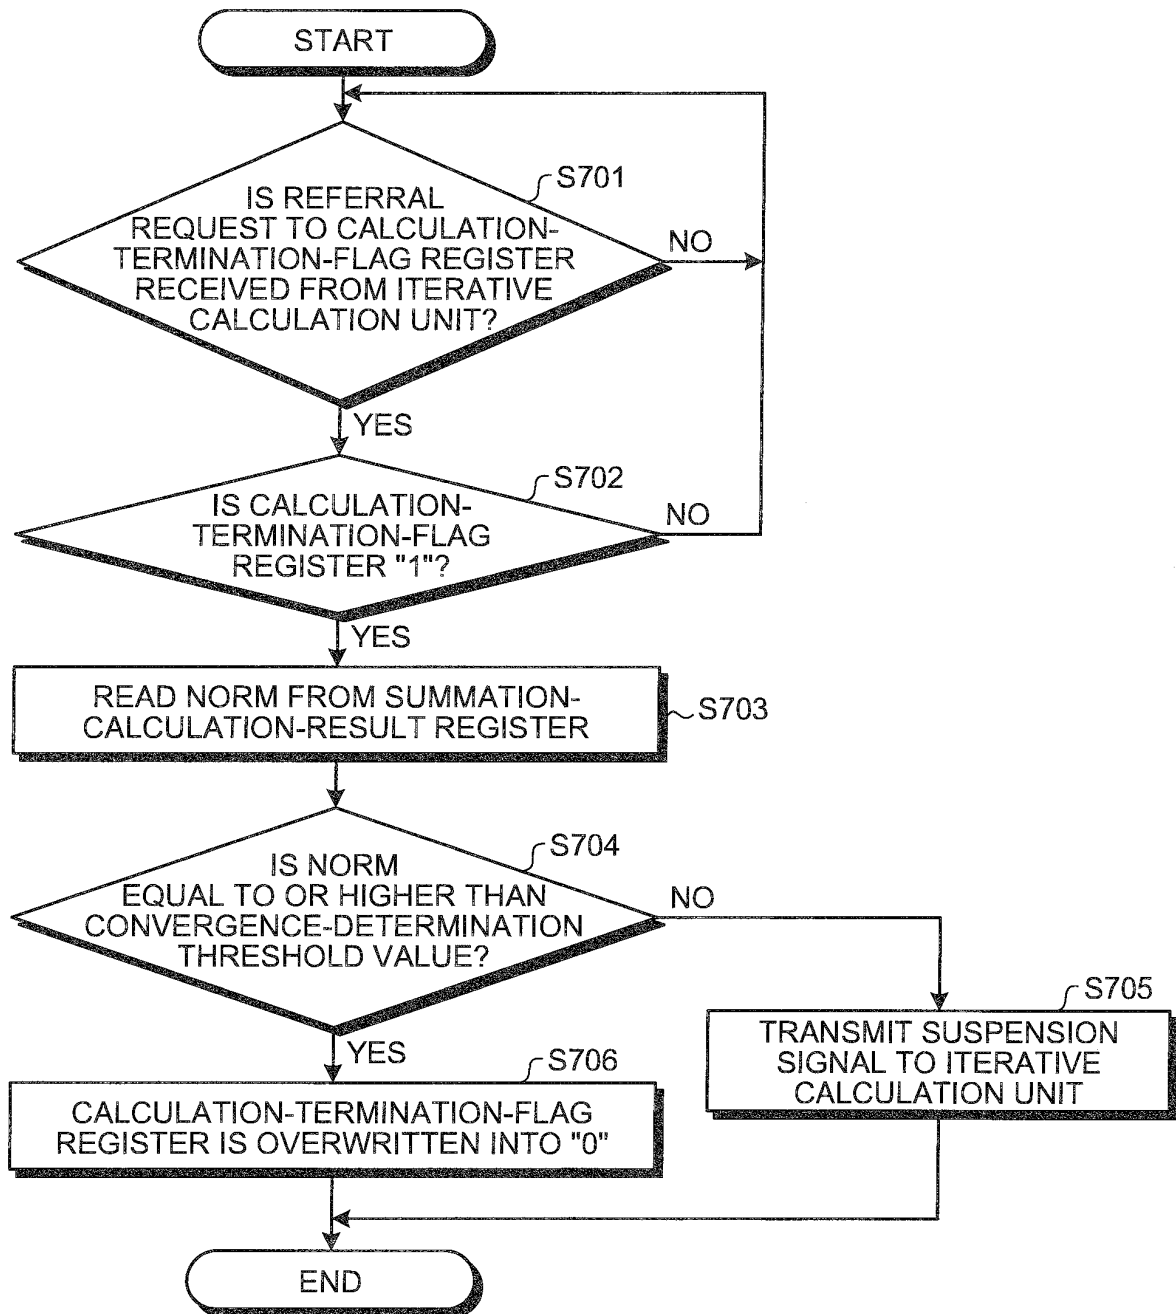 START
S701
IS REFERRAL
REQUEST TO CALCULATION-
TERMINATION-FLAG REGISTER
RECEIVED FROM ITERATIVE
CALCULATION UNIT?
NO
YES
S702
IS CALCULATION-
TERMINATION-FLAG
REGISTER "1"?
NO
YES
READ NORM FROM SUMMATION-
CALCULATION-RESULT REGISTER
S703
S704
IS NORM
EQUAL TO OR HIGHER THAN
CONVERGENCE-DETERMINATION
THRESHOLD VALUE?
NO
YES
S705
TRANSMIT SUSPENSION
SIGNAL TO ITERATIVE
CALCULATION UNIT
S706
CALCULATION-TERMINATION-FLAG
REGISTER IS OVERWRITTEN INTO "0"
END